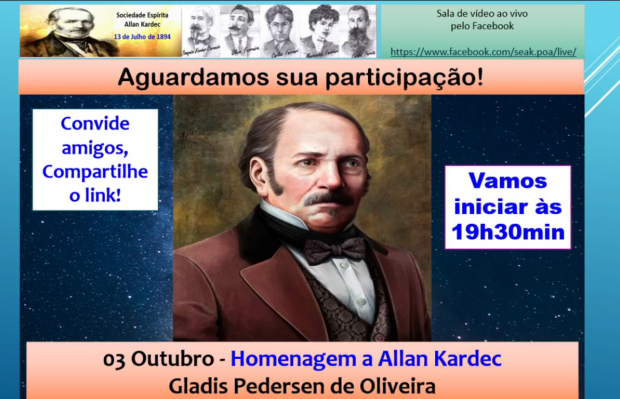 Sociedade Espírita
Allan Kardec
13 de Julho de 1894
Sala de vídeo ao vivo
pelo Facebook
https://www.facebook.com/seak.poa/live/
Aguardamos sua participação!
Convide
amigos,
Compartilhe
o link!
Vamos
iniciar às
19h30min
03 Outubro - Homenagem a Allan Kardec
Gladis Pedersen de Oliveira